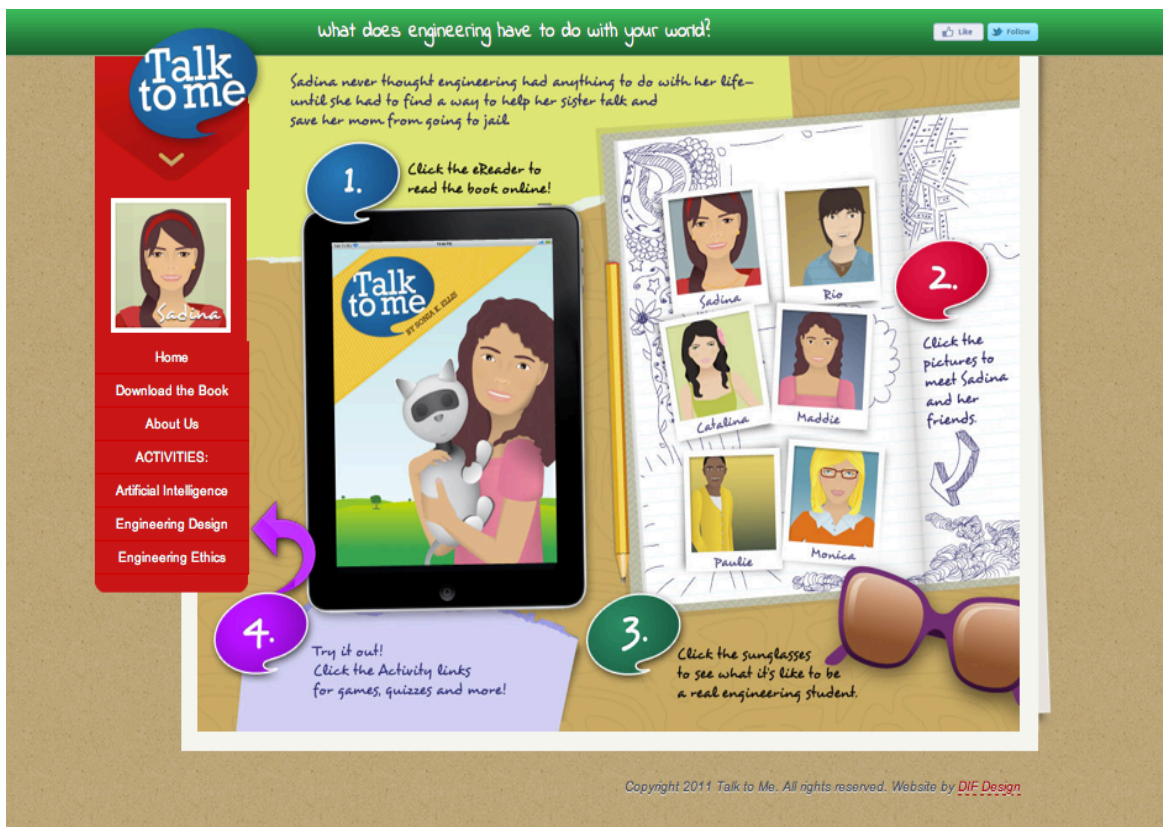 what does engineering have to do with your world?
Like
Follow
Talk
to me
Sadina never thought engineering had anything to do with her life—
until she had to find a way to help her sister talk and
save her mom from going to jail.
1.
Click the eReader to
read the book online!
Sadina
Home
Download the Book
About Us
ACTIVITIES:
Artificial Intelligence
Engineering Design
Engineering Ethics
Talk
to me
BY SONIA K. ELLIS
Sadina
Rio
Catalina
Maddie
Paulie
Monica
2.
Click the
pictures to
meet Sadina
and her
friends.
3.
Click the sunglasses
to see what it's like to be
a real engineering student.
4.
Try it out!
Click the Activity links
for games, quizzes and more!
Copyright 2011 Talk to Me. All rights reserved. Website by DIF Design